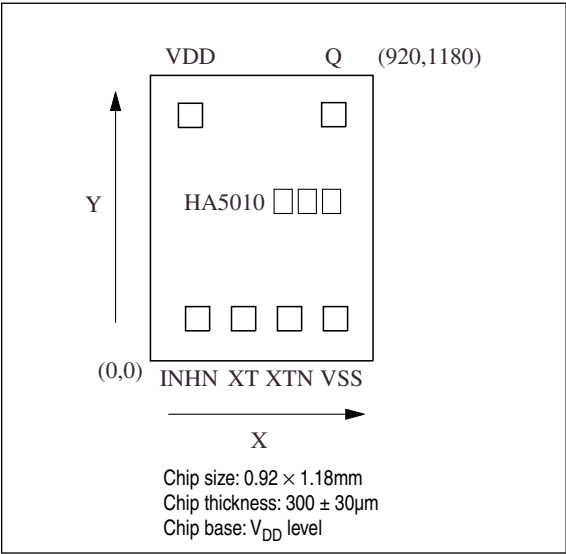 VDD Q (920,1180)
Y HA5010 □□□
(0,0) INHN XT XTN VSS
X
Chip size: 0.92 × 1.18mm
Chip thickness: 300 ± 30µm
Chip base: VDD level